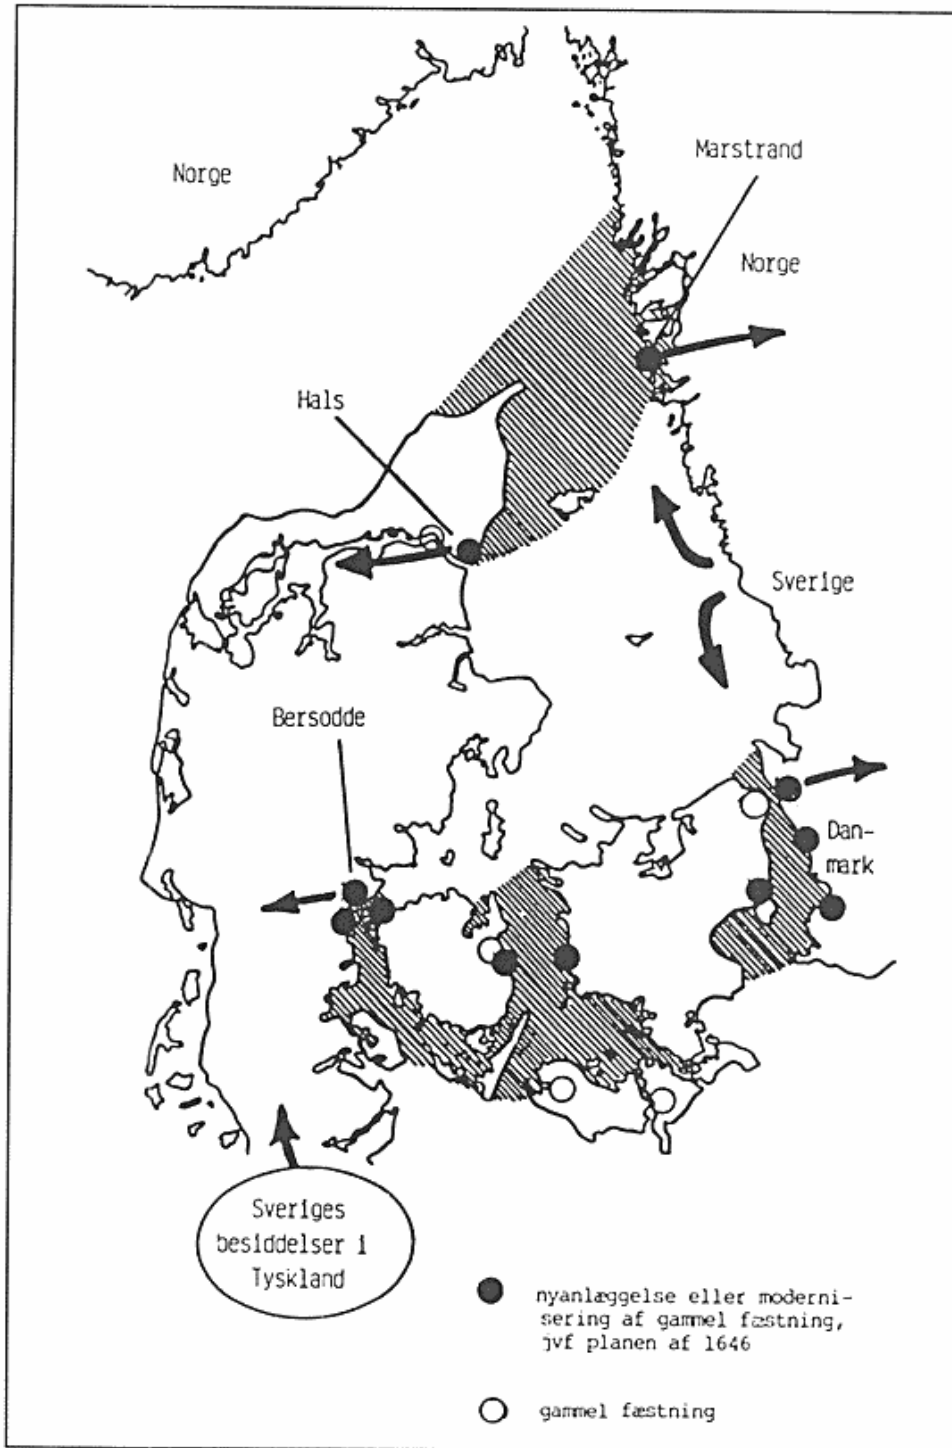 Norge
Marstrand
Norge
Hals
Sverige
Bersodde
Dan-
mark
Sveriges
besiddelser i
Tyskland
nyanlæggelse eller moderni-
sering af gammel fæstning,
jvf planen af 1646
gammel fæstning